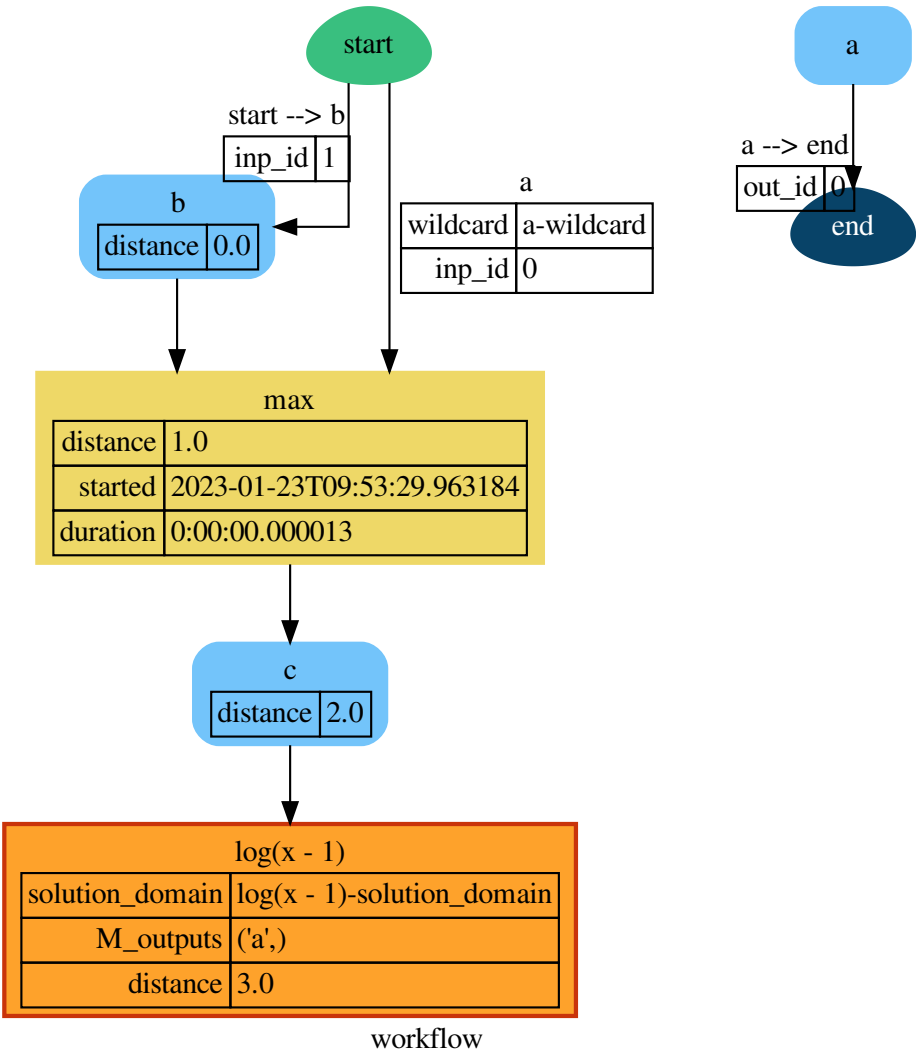 start
a
start --> b
inp_id 1
a --> end
out_id 0
end
b
distance 0.0
a
wildcard a-wildcard
inp_id 0
max
distance 1.0
started 2023-01-23T09:53:29.963184
duration 0:00:00.000013
c
distance 2.0
log(x - 1)
solution_domain log(x - 1)-solution_domain
M_outputs ('a',)
distance 3.0
workflow